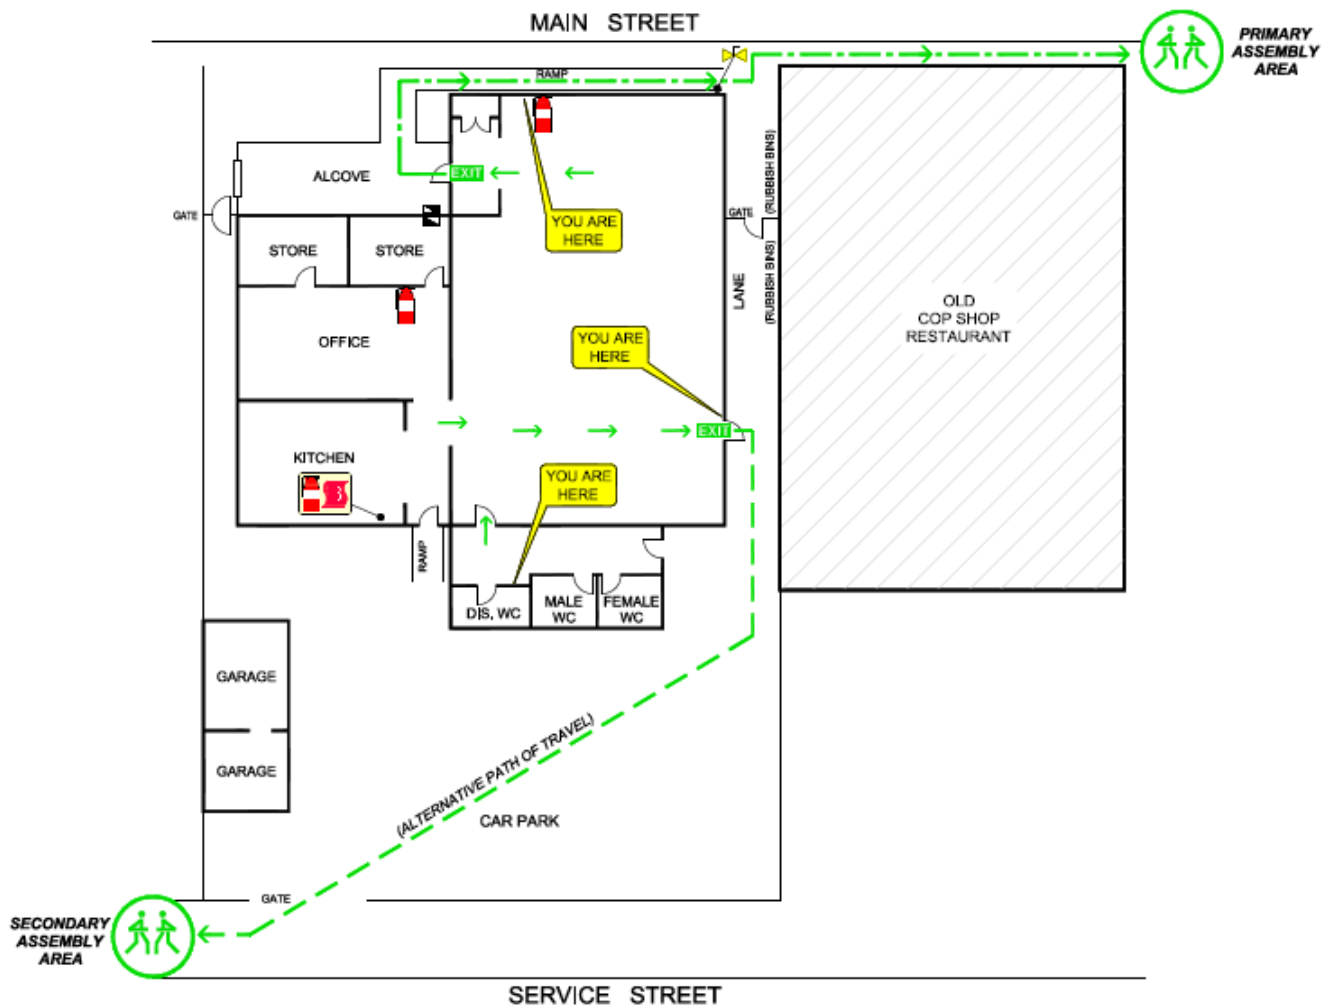 MAIN STREET
PRIMARY
ASSEMBLY
AREA
RAMP
EXIT
ALCOVE
GATE
YOU ARE
HERE
GATE
(RUBBISH BINS)
(RUBBISH BINS)
STORE
STORE
LANE
OLD
COP SHOP
RESTAURANT
OFFICE
YOU ARE
HERE
EXIT
KITCHEN
YOU ARE
HERE
RAMP
DIS, WC
MALE
WC
FEMALE
WC
GARAGE
GARAGE
(ALTERNATIVE PATH OF TRAVEL)
CAR PARK
GATE
SECONDARY
ASSEMBLY
AREA
SERVICE STREET